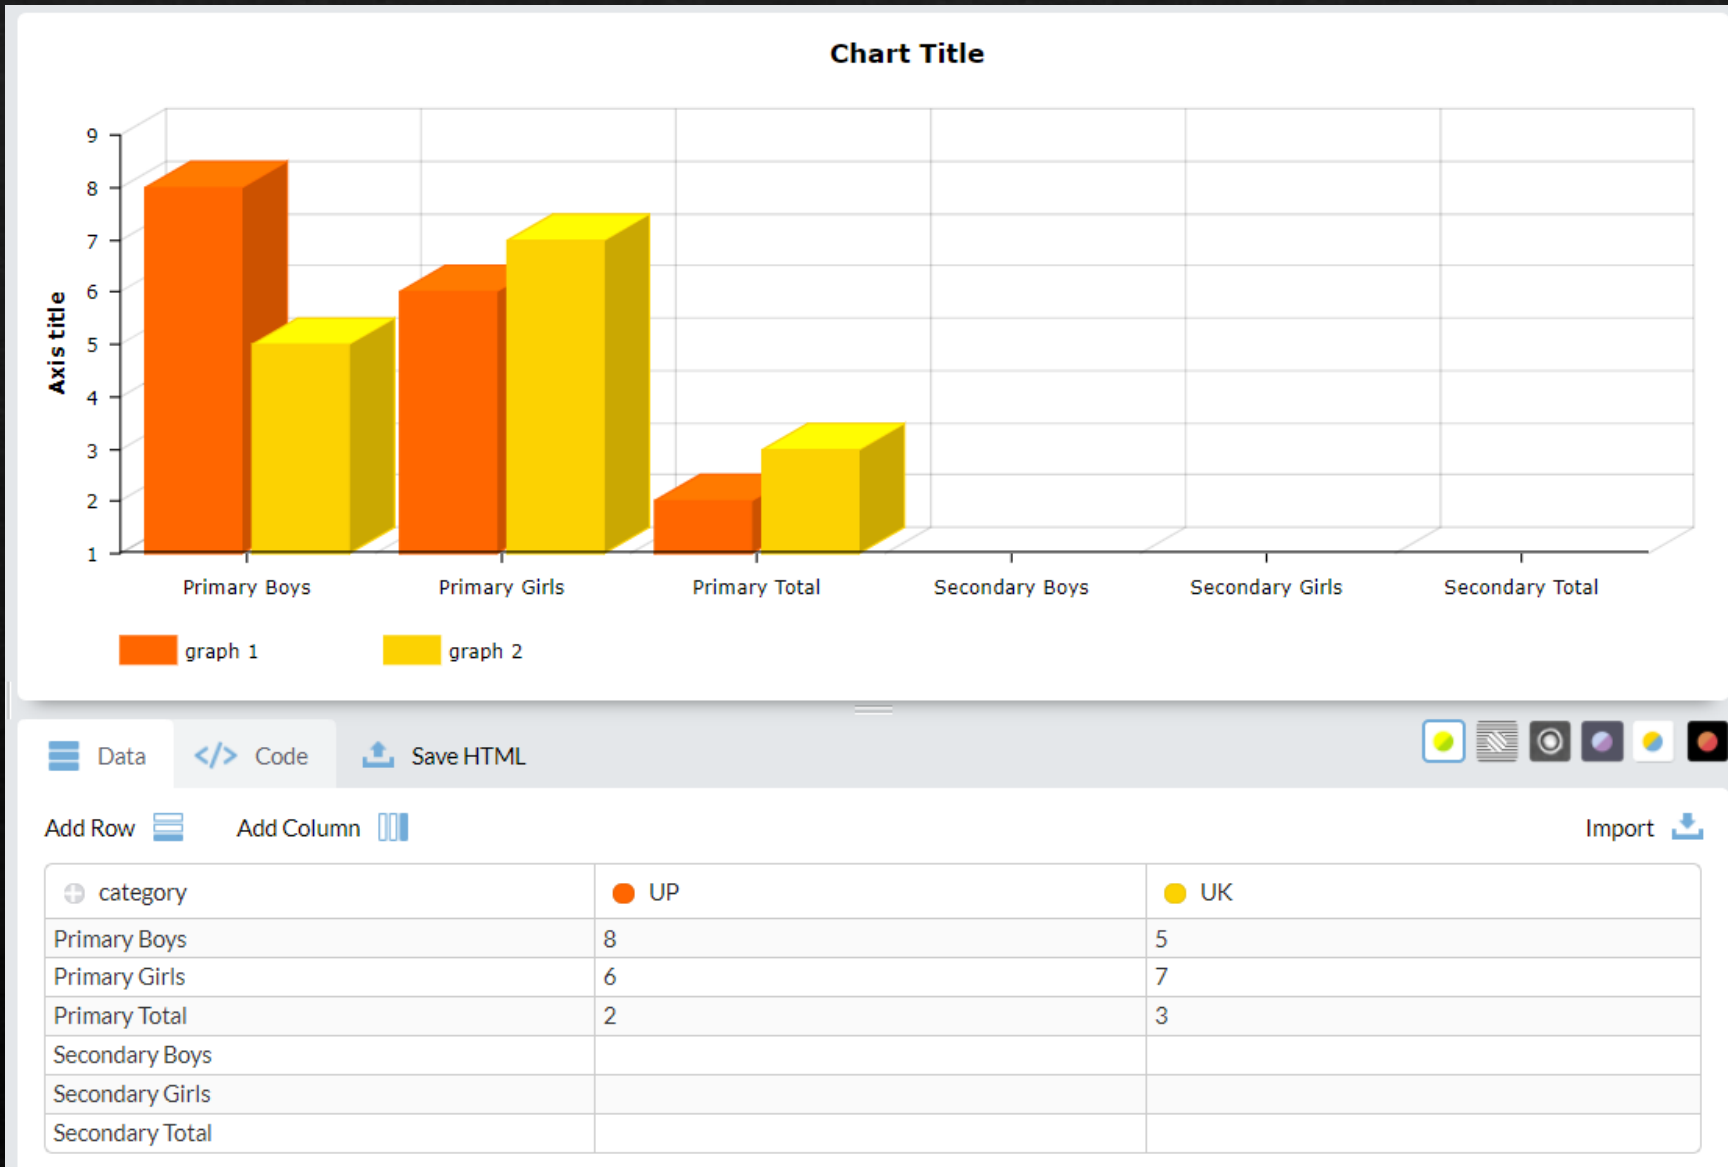 Chart Title
9
8
7
6
5
4
3
2
1
Axis title
Primary Boys Primary Girls Primary Total Secondary Boys Secondary Girls Secondary Total
graph 1 graph 2
Data Code Save HTML
Add Row Add Column Import
category UP UK
Primary Boys 8 5
Primary Girls 6 7
Primary Total 2 3
Secondary Boys
Secondary Girls
Secondary Total